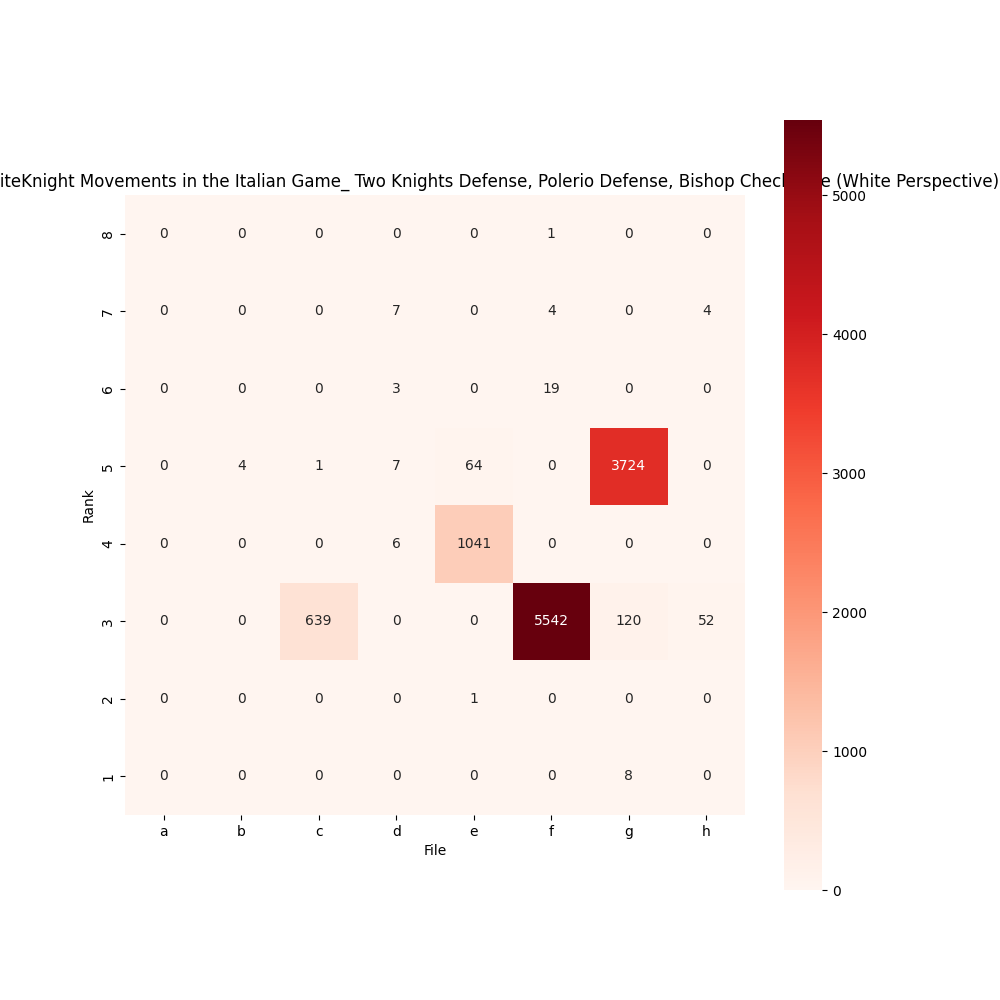 iteKnight Movements in the Italian Game_ Two Knights Defense, Polerio Defense, Bishop Check e (White Perspective)
5000
8 0 0 0 0 0 1 0 0
7 0 0 0 7 0 4 0 4
4000
6 0 0 0 3 0 19 0 0
5 0 4 1 7 64 0 3724 0
3000
Rank
4 0 0 0 6 1041 0 0 0
2000
3 0 0 639 0 0 5542 120 52
2 0 0 0 0 1 0 0 0
1000
1 0 0 0 0 0 0 8 0
a b c d e f g h
File
0